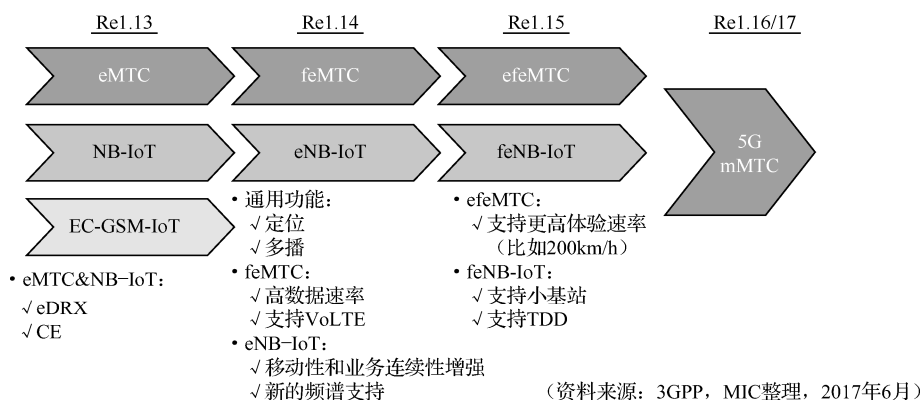 Re1.13
Re1.14
Re1.15
Re1.16/17
eMTC
feMTC
efeMTC
NB-IoT
eNB-IoT
feNB-IoT
5G
mMTC
EC-GSM-IoT
•eMTC&NB-IoT：
√eDRX
√CE
•通用功能：
√定位
√多播
•feMTC：
√高数据速率
√支持VoLTE
•eNB-IoT：
√移动性和业务连续性增强
√新的频谱支持
•efeMTC：
√支持更高体验速率
（比如200km/h）
•feNB-IoT：
√支持小基站
√支持TDD
（资料来源：3GPP，MIC整理，2017年6月）